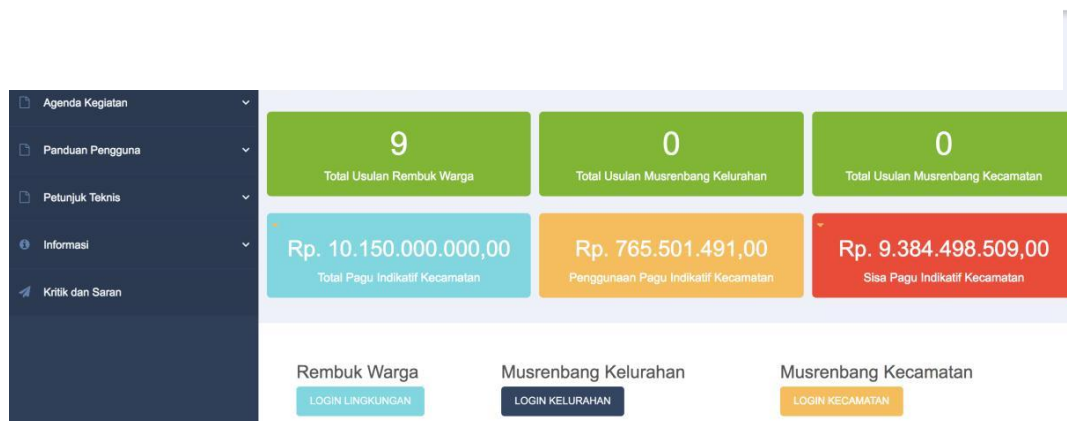 Agenda Kegiatan
Panduan Pengguna
Petunjuk Teknis
Informasi
Kritik dan Saran
9
Total Usulan Rembuk Warga
0
Total Usulan Musrenbang Kelurahan
0
Total Usulan Musrenbang Kecamatan
Rp. 10.150.000.000,00
Total Pagu Indikatif Kecamatan
Rp. 765.501.491,00
Penggunaan Pagu Indikatif Kecamatan
Rp. 9.384.498.509,00
Sisa Pagu Indikatif Kecamatan
Rembuk Warga
LOGIN LINGKUNGAN
Musrenbang Kelurahan
LOGIN KELURAHAN
Musrenbang Kecamatan
LOGIN KECAMATAN